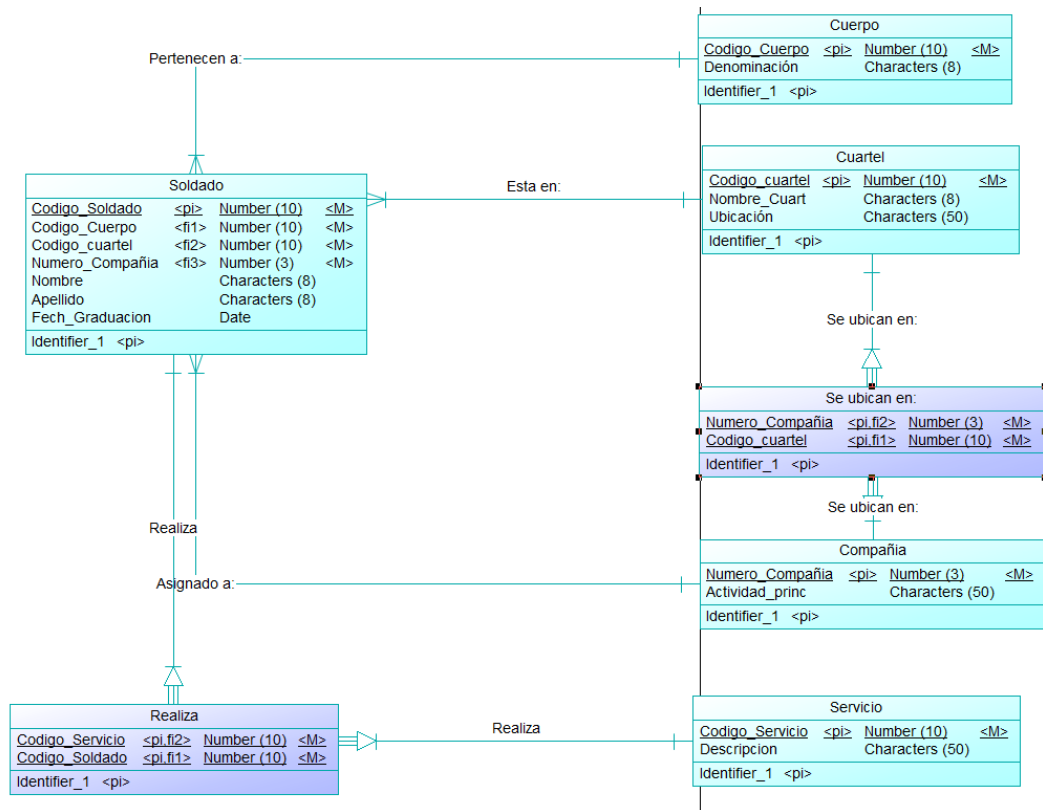 Cuerpo
Codigo_Cuerpo <pi> Number (10) <M>
Denominación Characters (8)
Identifier_1 <pi>
Pertenecen a:
Cuartel
Codigo_cuartel <pi> Number (10) <M>
Nombre_Cuart Characters (8)
Ubicación Characters (50)
Identifier_1 <pi>
Esta en:
Soldado
Codigo_Soldado <pi> Number (10) <M>
Codigo_Cuerpo <fi1> Number (10) <M>
Codigo_cuartel <fi2> Number (10) <M>
Numero_Compañia <fi3> Number (3) <M>
Nombre Characters (8)
Apellido Characters (8)
Fech_Graduacion Date
Identifier_1 <pi>
Se ubican en:
Se ubican en:
Numero_Compañia <pi,fi2> Number (3) <M>
Codigo_cuartel <pi,fi1> Number (10) <M>
Identifier_1 <pi>
Se ubican en:
Realiza
Compañia
Numero_Compañia <pi> Number (3) <M>
Actividad_princ Characters (50)
Identifier_1 <pi>
Asignado a:
Realiza
Codigo_Servicio <pi,fi2> Number (10) <M>
Codigo_Soldado <pi,fi1> Number (10) <M>
Identifier_1 <pi>
Realiza
Servicio
Codigo_Servicio <pi> Number (10) <M>
Descripcion Characters (50)
Identifier_1 <pi>